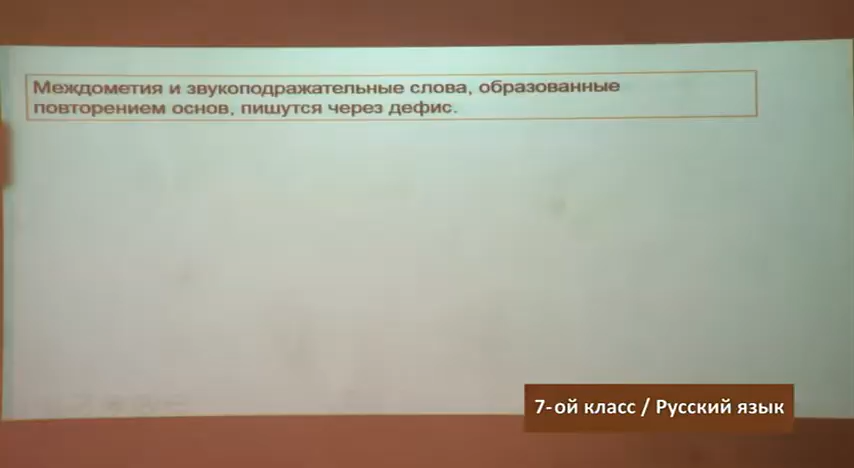 Междометия и звукоподражательные слова, образованные
повторением основ, пишутся через дефис.
7-ой класс / Русский язык